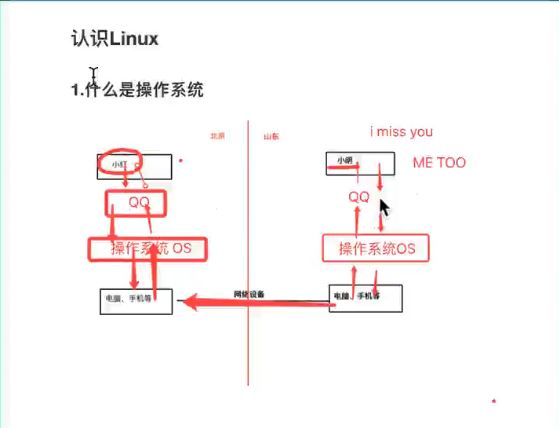 认识Linux
1.什么是操作系统
北京
山东
i miss you
小红
小明
ME TOO
QQ
QQ
操作系统 OS
操作系统OS
电脑、手机等
网络设备
电脑、手机等